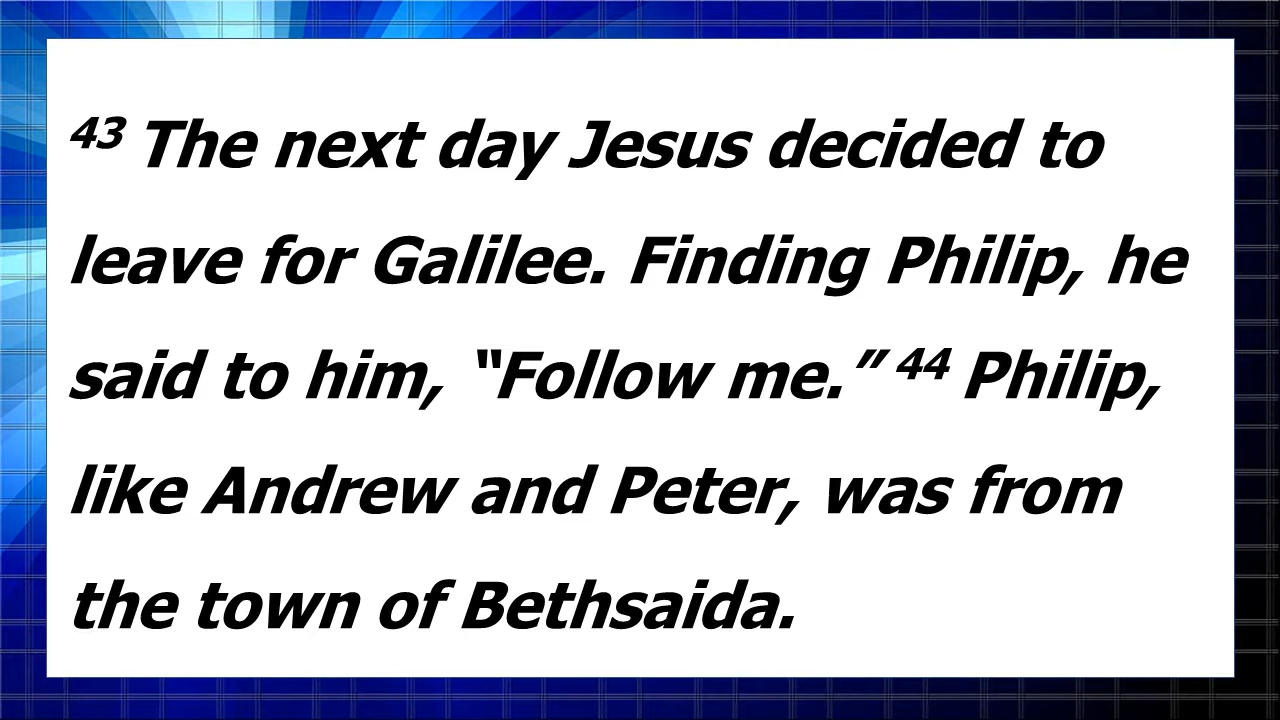 43 The next day Jesus decided to
leave for Galilee. Finding Philip, he
said to him, “Follow me.” 44 Philip,
like Andrew and Peter, was from
the town of Bethsaida.